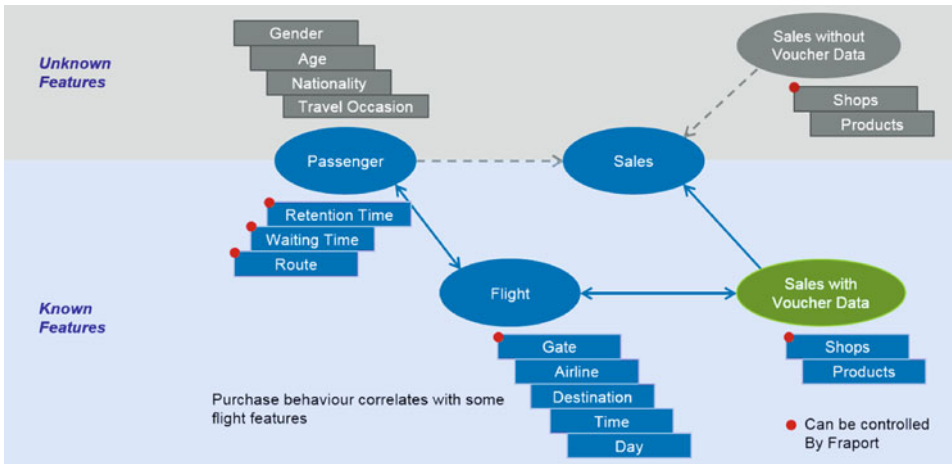 Unknown
Features
Gender
Age
Nationality
Travel Occasion
Sales without
Voucher Data
Shops
Products
Passenger
Sales
Retention Time
Waiting Time
Route
Known
Features
Flight
Sales with
Voucher Data
Gate
Airline
Destination
Time
Day
Shops
Products
Purchase behaviour correlates with some
flight features
Can be controlled
By Fraport